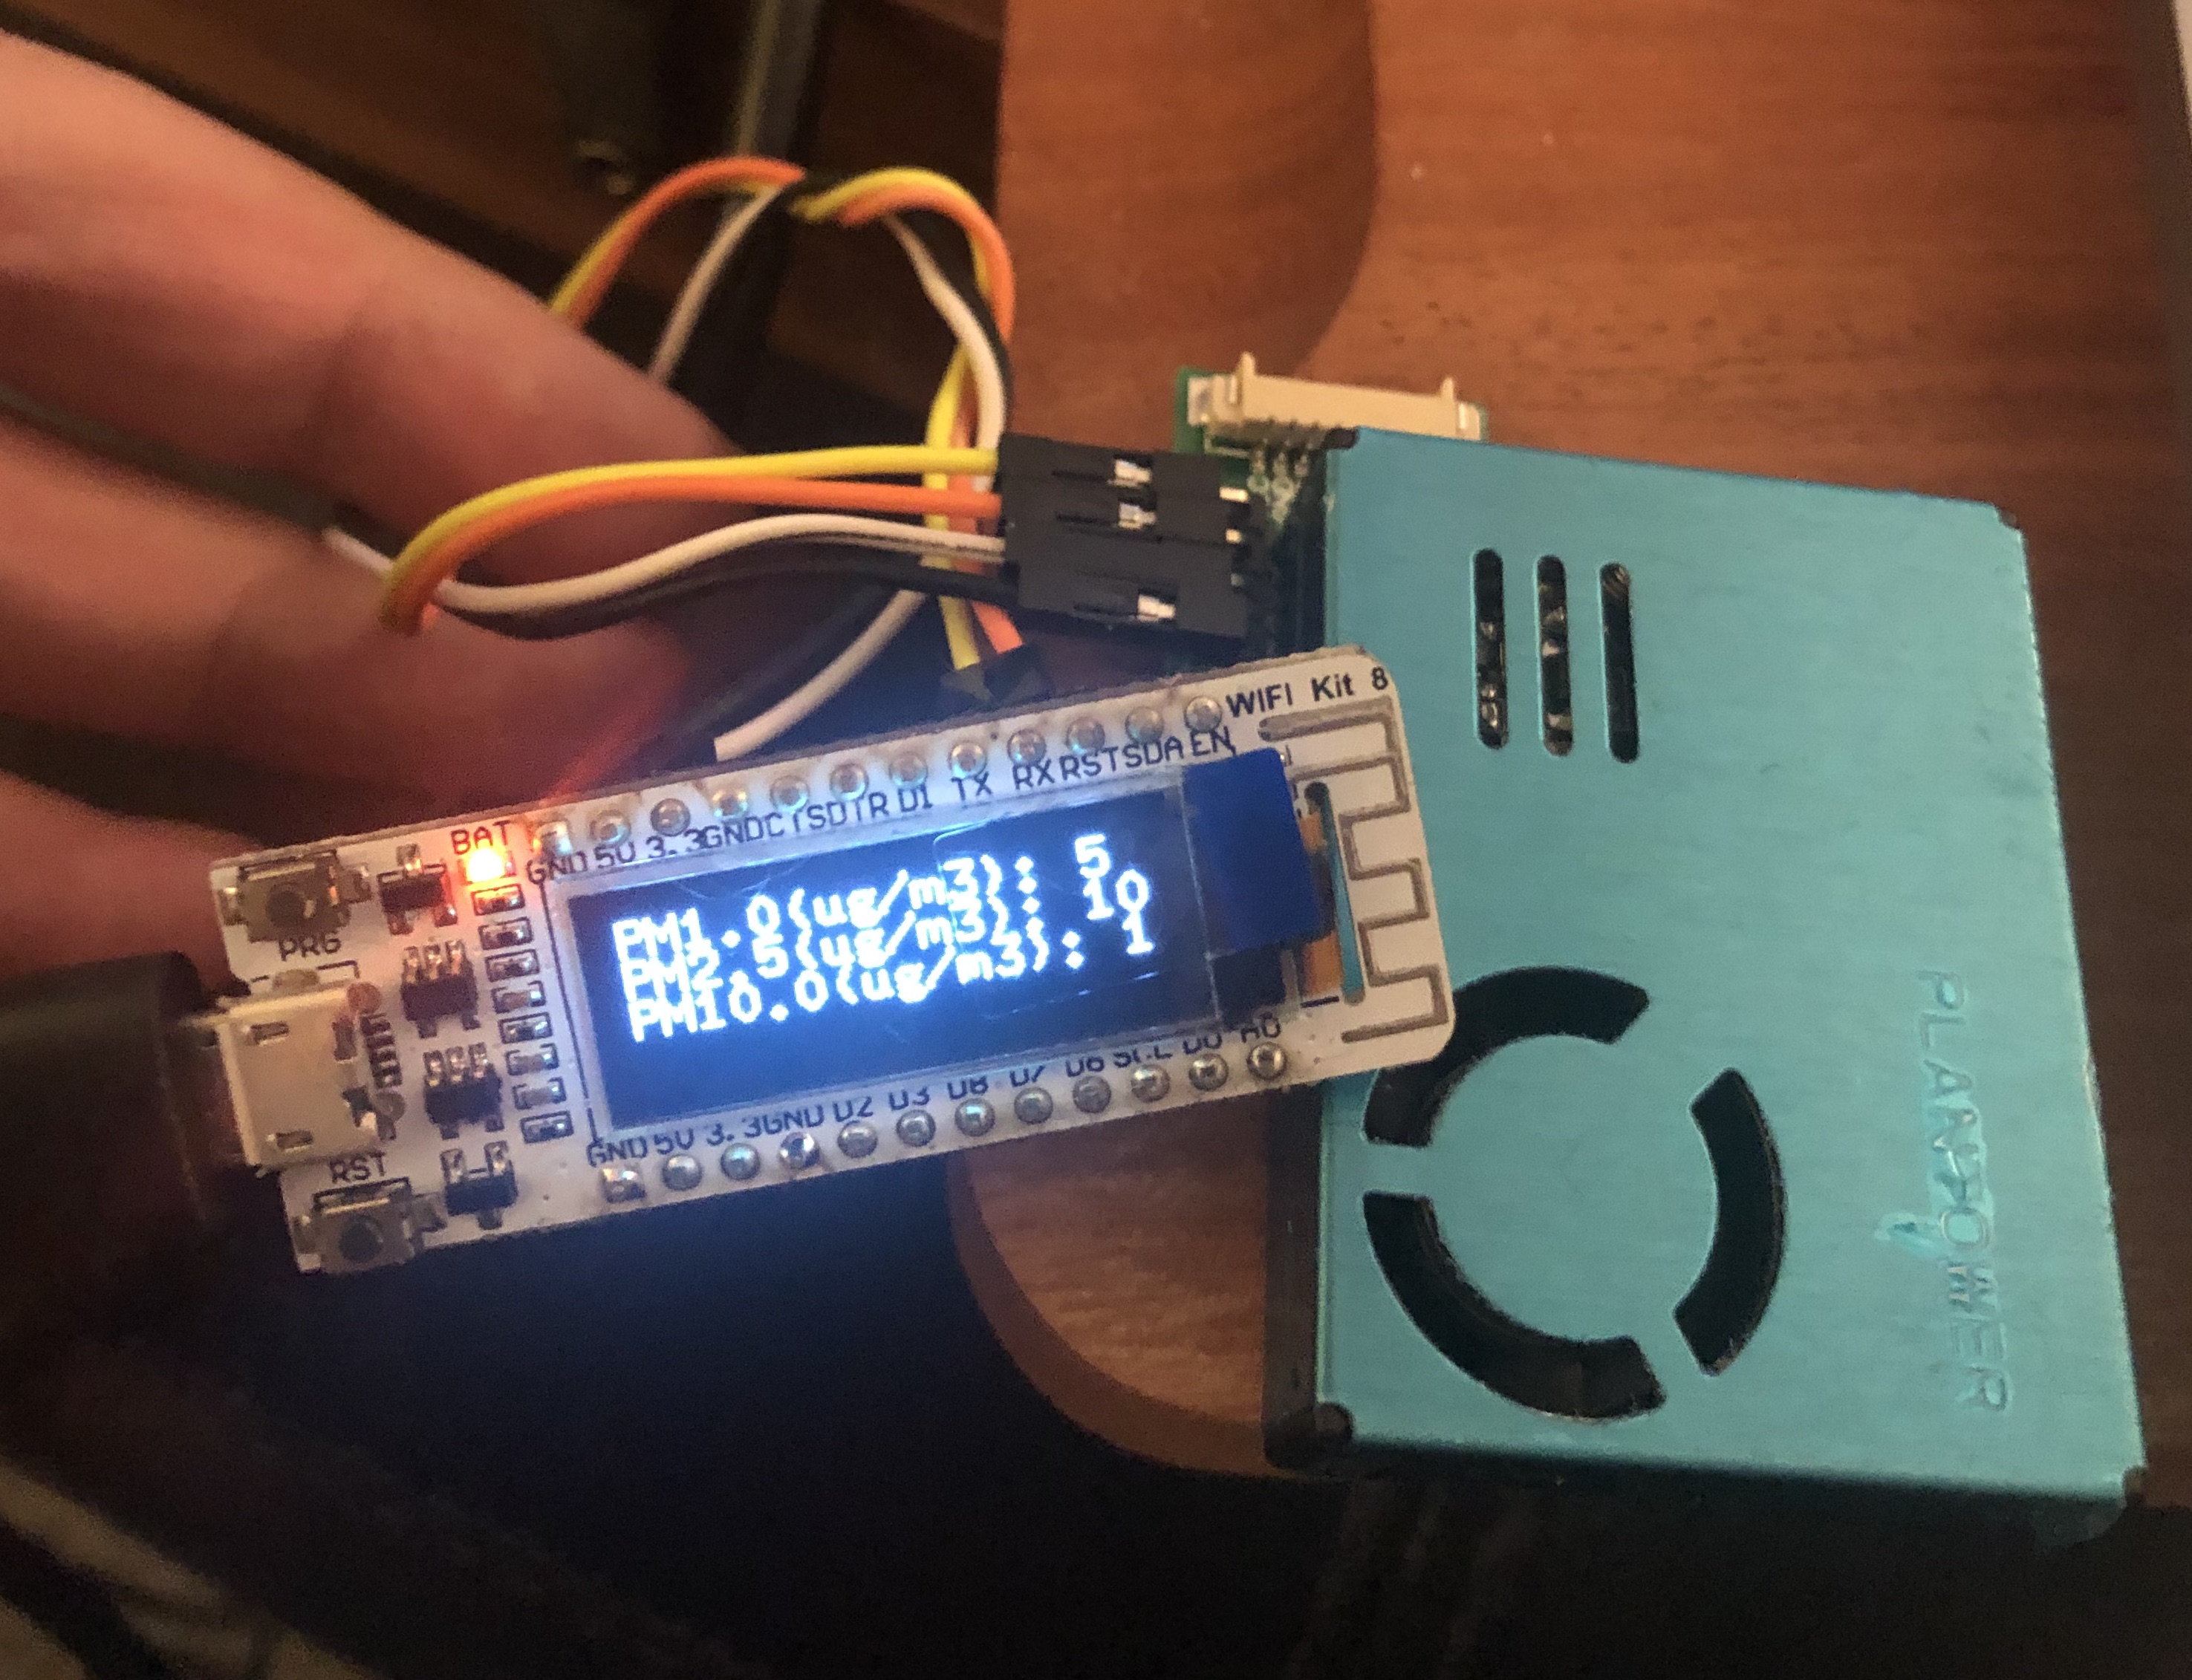 WIFI Kit 8
BAT
GND 5V 3.3 GND CTS DTR D1 TX RX RST SDA EN
PRG
PM1.0(ug/m3): 5
PM2.5(ug/m3): 10
PM10.0(ug/m3): 1
RST
GND 5V 3.3 GND D2 D3 D8 D7 D6 SCL D0 A0
PLANTOWER